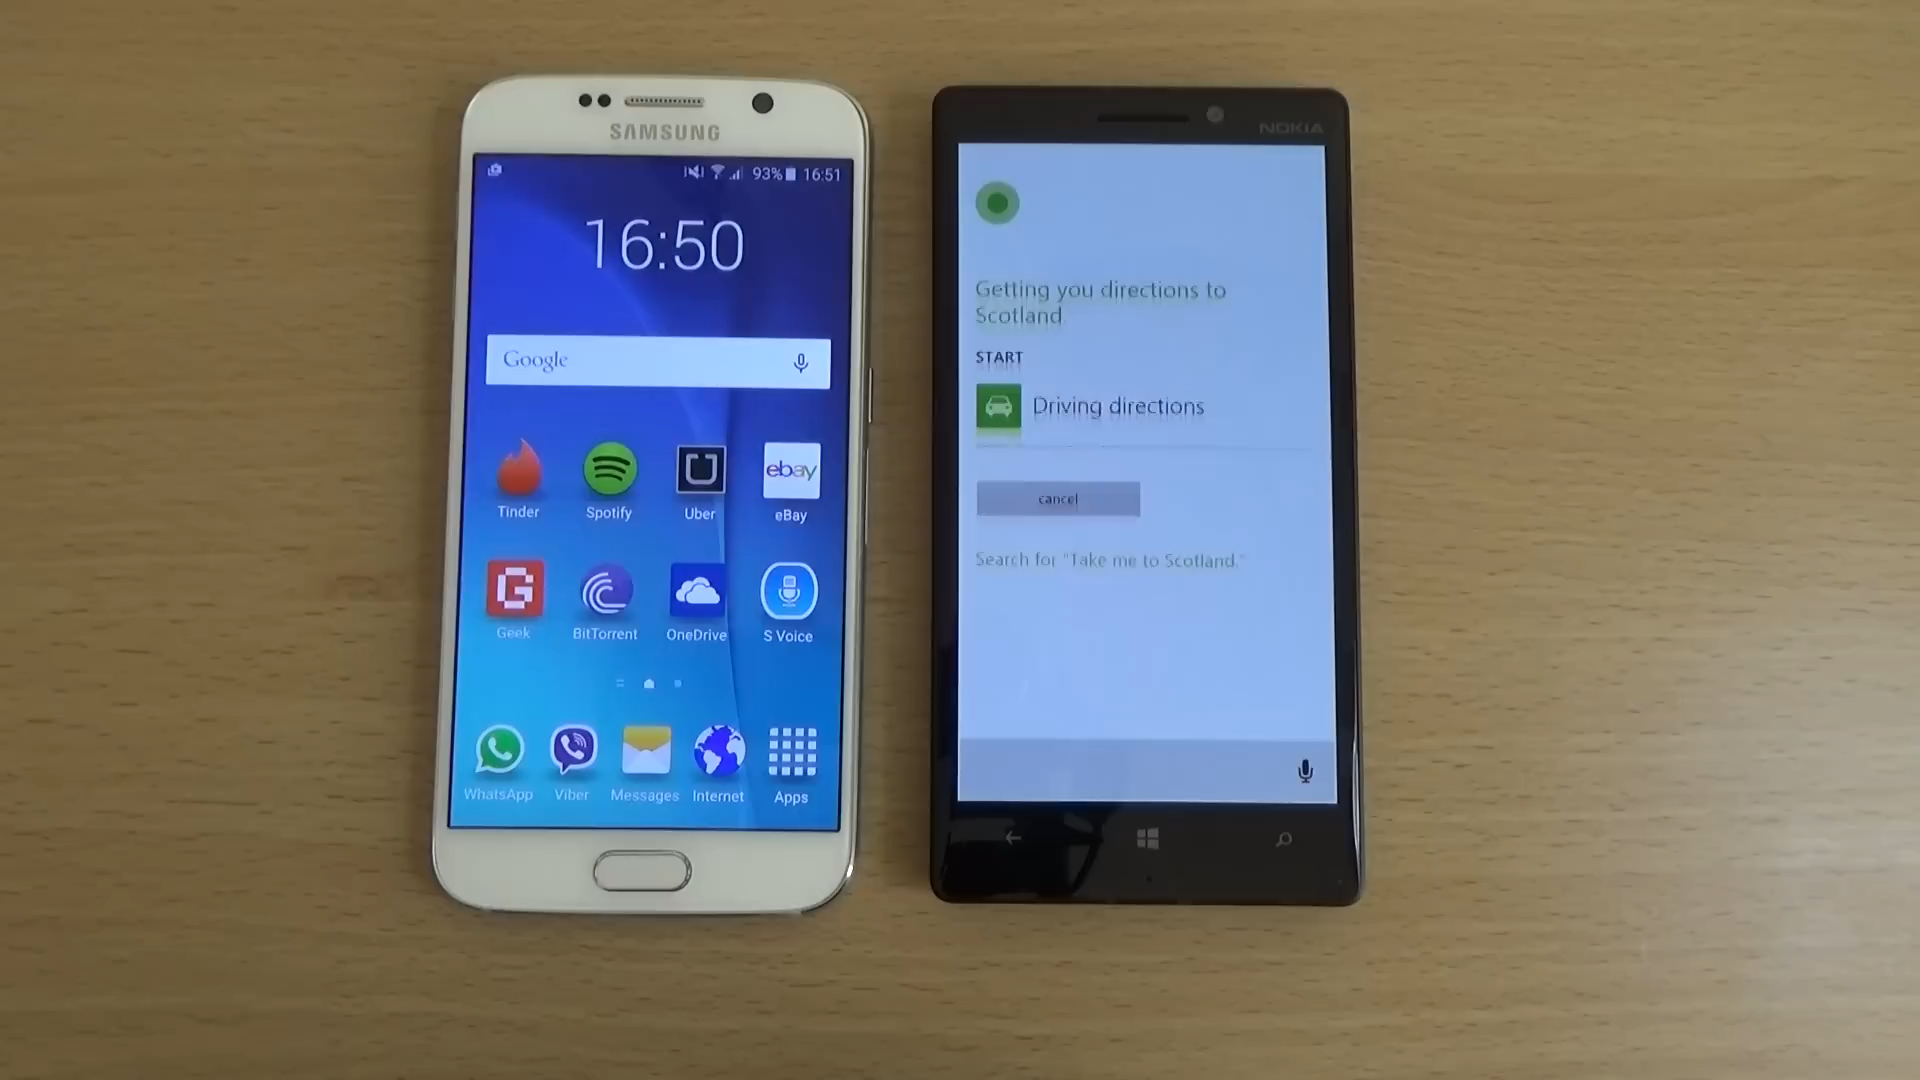 SAMSUNG
93% 16:51
16:50
Google
Tinder Spotify Uber eBay
ebay
Geek BitTorrent OneDrive S Voice
WhatsApp Viber Messages Internet Apps
NOKIA
Getting you directions to
Scotland.
START
Driving directions
cancel
Search for "Take me to Scotland."